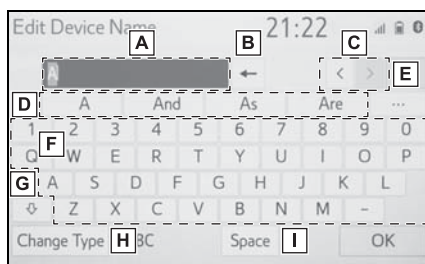 Edit Device Name 21:22
A B C
A ← < > E
D A And As Are ...
1 2 3 4 5 6 7 8 9 0
F
Q W E R T Y U I O P
G A S D F G H J K L
Z X C V B N M -
Change Type H BC Space I OK